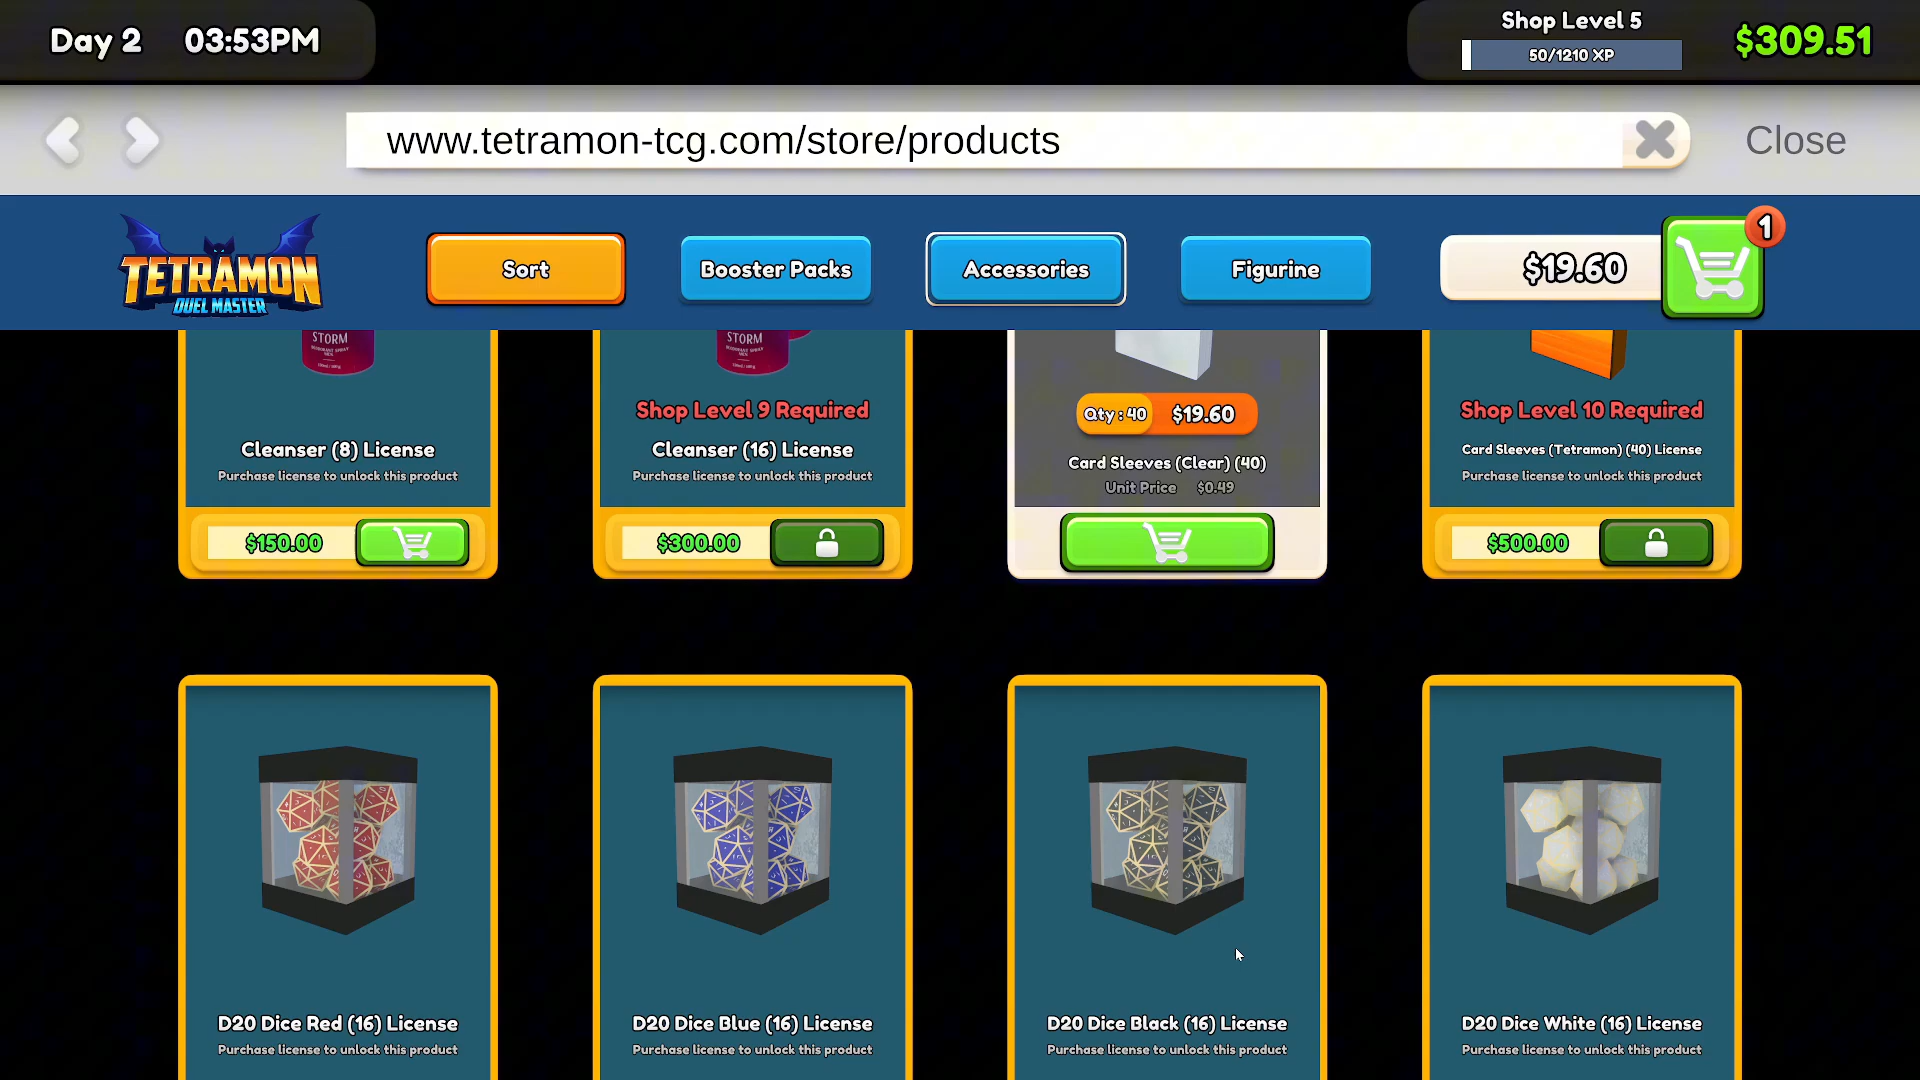 Day 2 03:53PM
Shop Level 5
50/1210 XP
$309.51
www.tetramon-tcg.com/store/products
Close
TETRAMON
DUEL MASTER
Sort
Booster Packs
Accessories
Figurine
$19.60
1
STORM
DEODORANT SPRAY
STORM
DEODORANT SPRAY
Cleanser (8) License
Purchase license to unlock this product
$150.00
Shop Level 9 Required
Cleanser (16) License
Purchase license to unlock this product
$300.00
Qty : 40 $19.60
Card Sleeves (Clear) (40)
Unit Price $0.49
Shop Level 10 Required
Card Sleeves (Tetramon) (40) License
Purchase license to unlock this product
$500.00
D20 Dice Red (16) License
Purchase license to unlock this product
D20 Dice Blue (16) License
Purchase license to unlock this product
D20 Dice Black (16) License
Purchase license to unlock this product
D20 Dice White (16) License
Purchase license to unlock this product